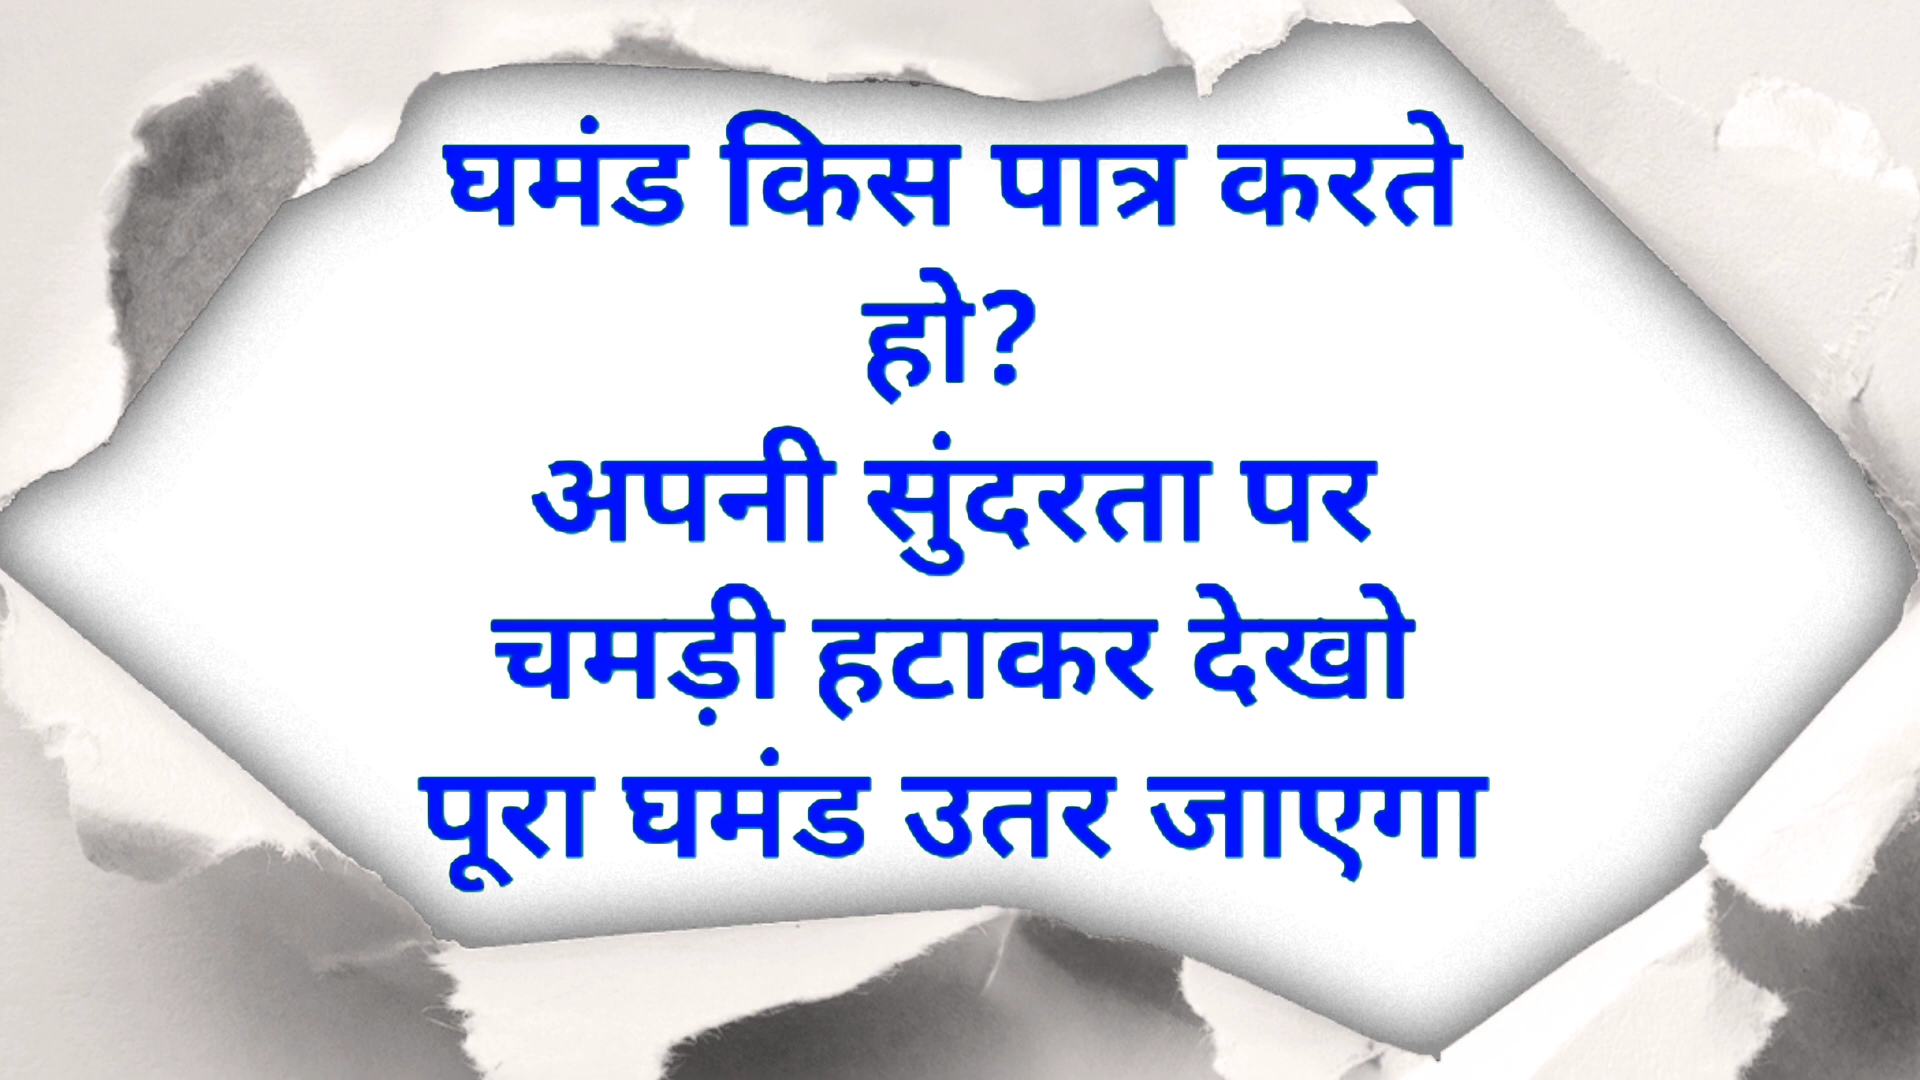 घमंड किस पात्र करते
हो?
अपनी सुंदरता पर
चमड़ी हटाकर देखो
पूरा घमंड उतर जाएगा